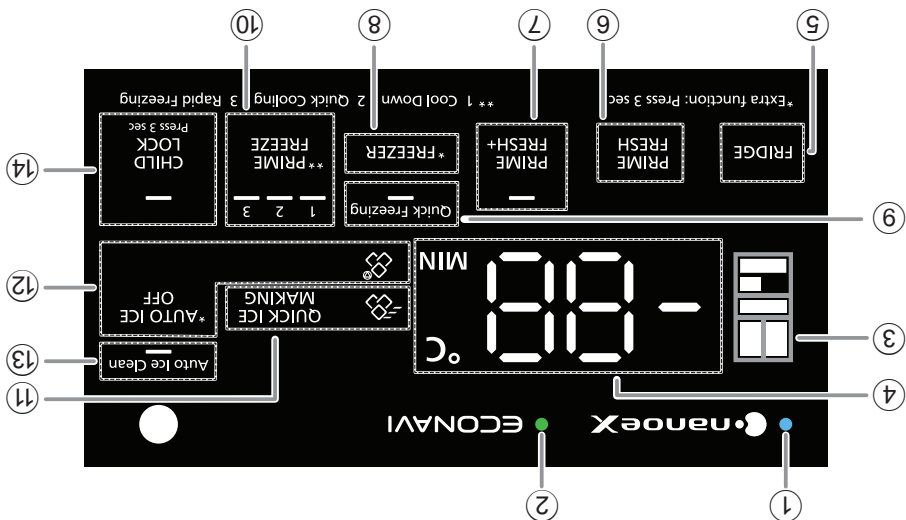 ① ②
nanoeX ECONAVI
③ ④ ⑪ ⑬ ⑫
-88 °C MIN
QUICK ICE
MAKING
Auto Ice Clean
*AUTO ICE
OFF
⑨ ⑭
FRIDGE
PRIME
FRESH
PRIME
FRESH+
Quick Freezing
*FREEZER
1 2 3
**PRIME
FREEZE
CHILD
LOCK
Press 3 sec
*Extra function: Press 3 sec
**1 Cool Down 2 Quick Cooling 3 Rapid Freezing
⑤ ⑥ ⑦ ⑧ ⑩